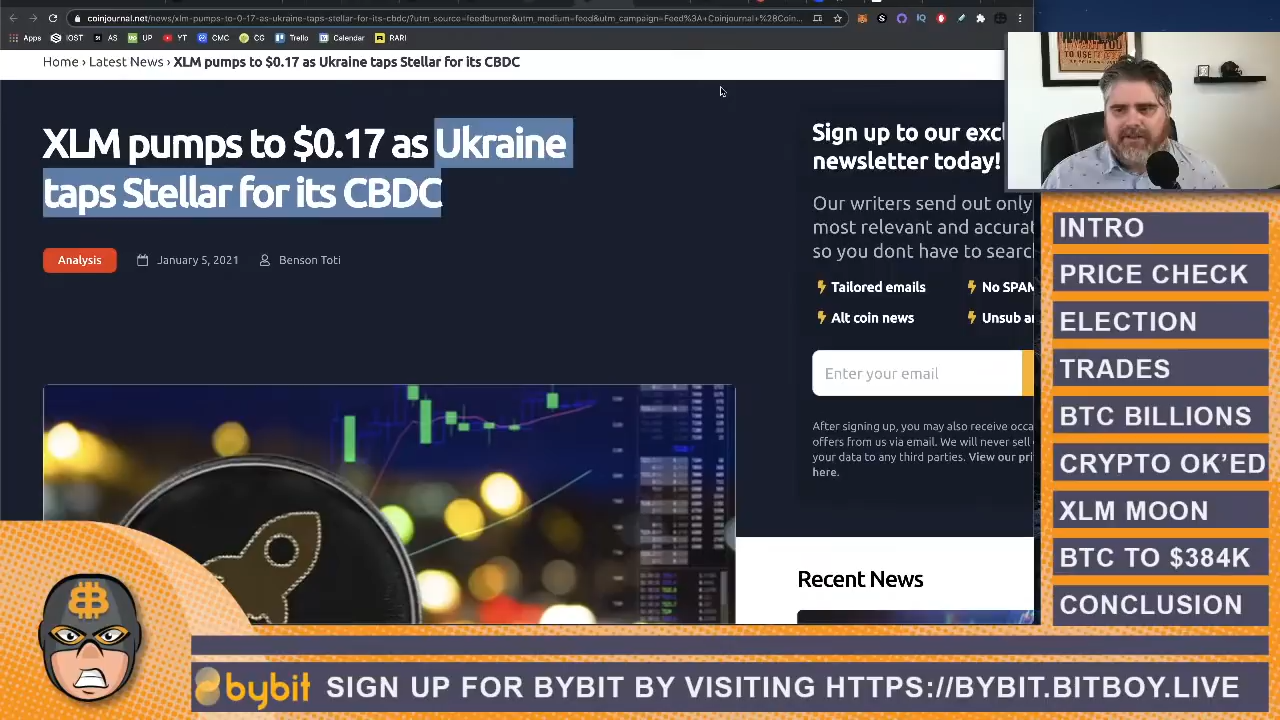 coinjournal.net/news/xlm-pumps-to-0-17-as-ukraine-taps-stellar-for-its-cbdc/?utm_source=feedburner&utm_medium=feed&utm_campaign=Feed%3A+Coinjournal+%28Coin...
Apps IOST AS UP YT CMC CG Trello Calendar RARI
Home › Latest News › XLM pumps to $0.17 as Ukraine taps Stellar for its CBDC
XLM pumps to $0.17 as Ukraine
taps Stellar for its CBDC
Analysis January 5, 2021 Benson Toti
Sign up to our excl
newsletter today!
Our writers send out only
most relevant and accurat
so you dont have to searc
Tailored emails No SPAM
Alt coin news Unsub a
Enter your email
After signing up, you may also receive occa
offers from us via email. We will never sell
your data to any third parties. View our pri
here.
Recent News
I WANT YOU
INTRO
PRICE CHECK
ELECTION
TRADES
BTC BILLIONS
CRYPTO OK'ED
XLM MOON
BTC TO $384K
CONCLUSION
bybit SIGN UP FOR BYBIT BY VISITING HTTPS://BYBIT.BITBOY.LIVE